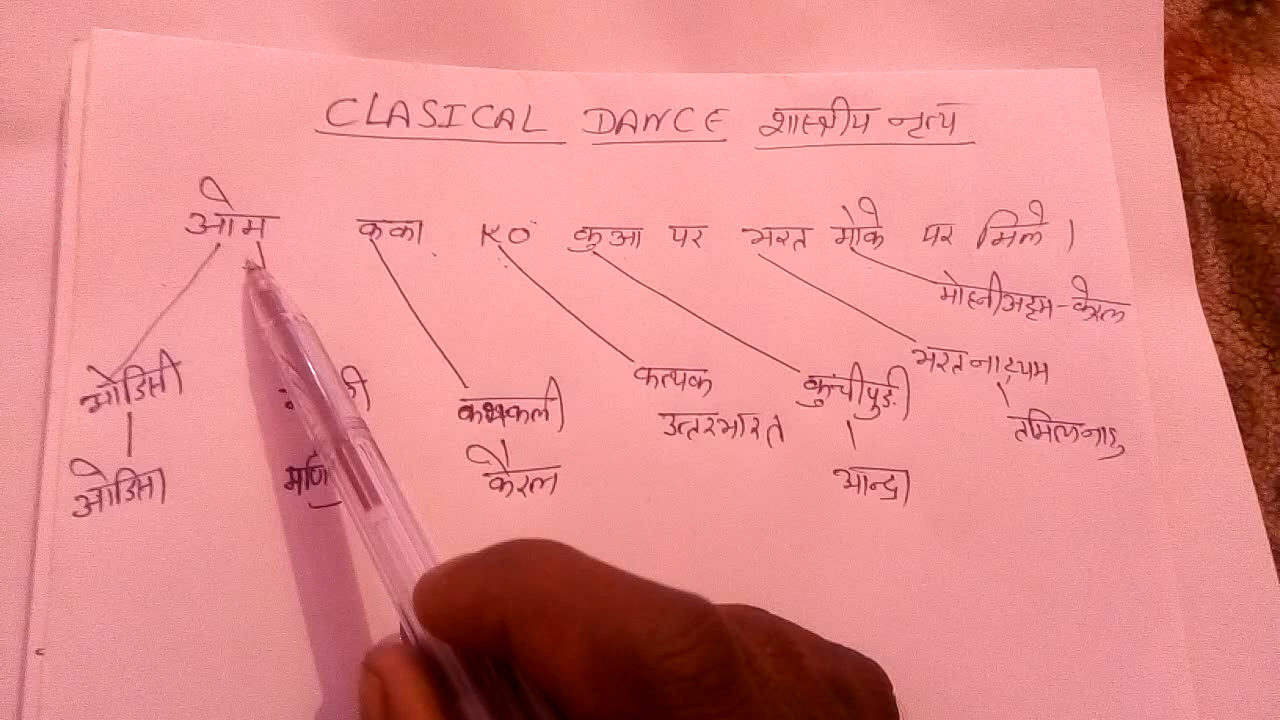 CLASICAL DANCE शास्त्रीय नृत्य
ओम कका KO कुआ पर भरत मौके पर मिले।
मोहनीअट्टम-केरल
भरतनाट्यम
ओडिसी कथकली कत्थक कुचीपुड़ी
उत्तरभारत तमिलनाडु
ओडिसा केरल आन्द्रा